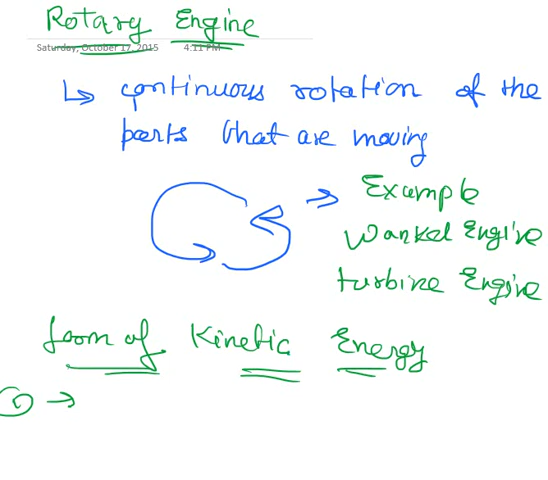 Rotary Engine
Saturday, October 17, 2015 4:11 PM
continuous rotation of the
parts that are moving
Example
Wankel Engine
turbine Engine
form of Kinetic Energy
①